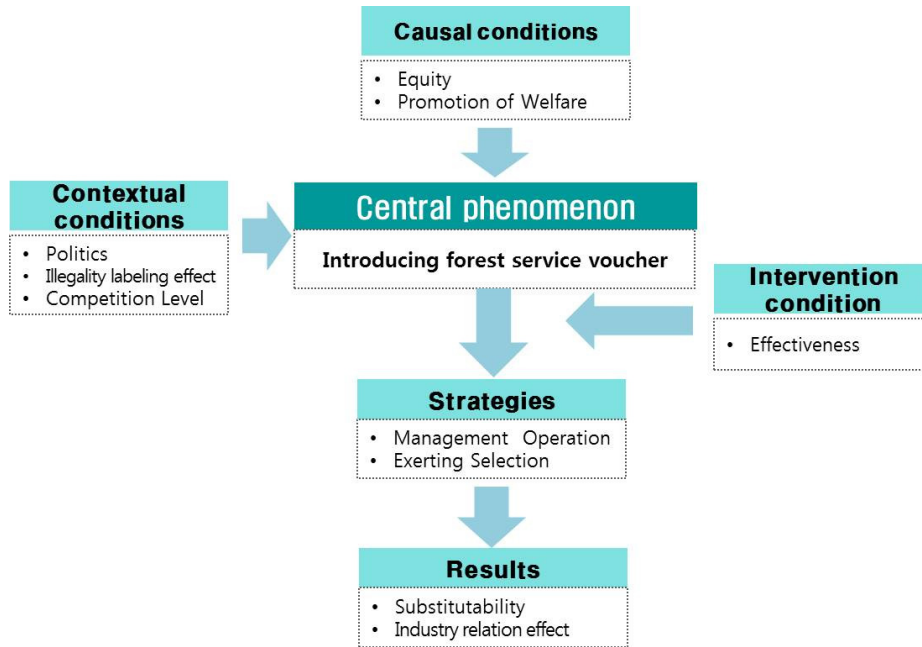 Causal conditions
• Equity
• Promotion of Welfare
Contextual
conditions
• Politics
• Illegality labeling effect
• Competition Level
Central phenomenon
Introducing forest service voucher
Intervention
condition
• Effectiveness
Strategies
• Management Operation
• Exerting Selection
Results
• Substitutability
• Industry relation effect